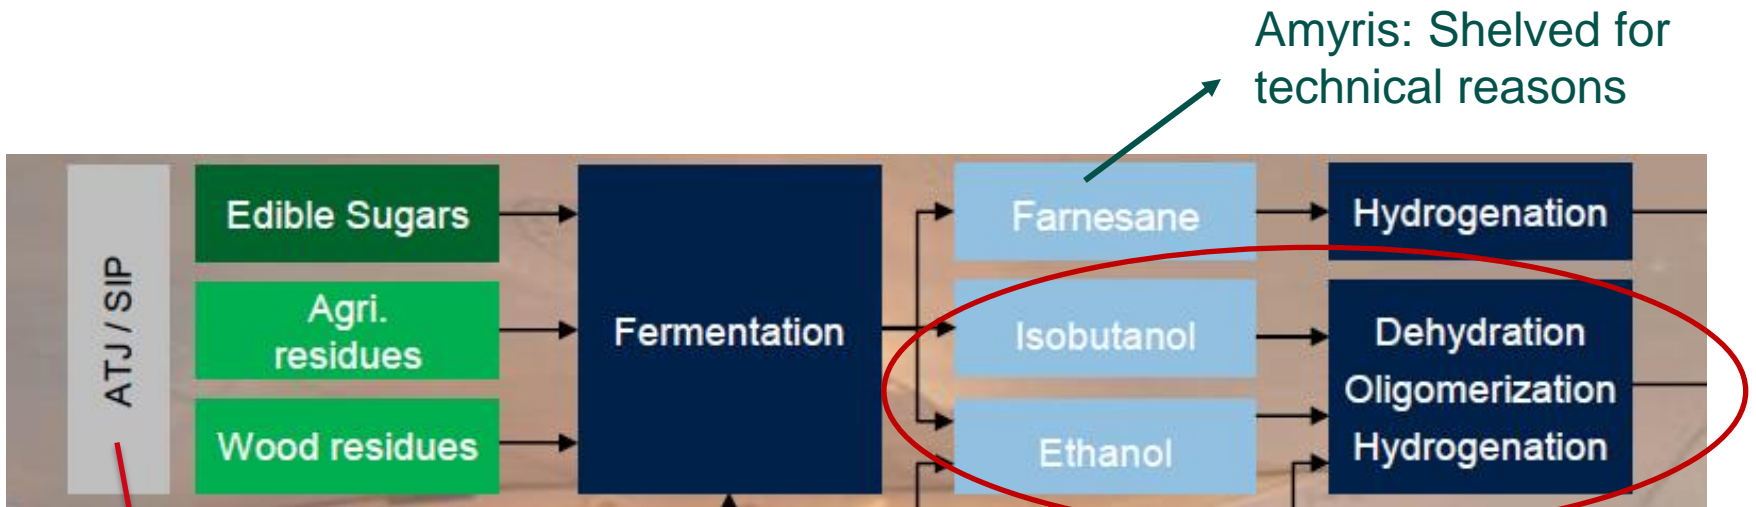 Amyris: Shelved for
technical reasons
ATJ / SIP
Edible Sugars
Agri.
residues
Wood residues
Fermentation
Farnesane
Isobutanol
Ethanol
Hydrogenation
Dehydration
Oligomerization
Hydrogenation